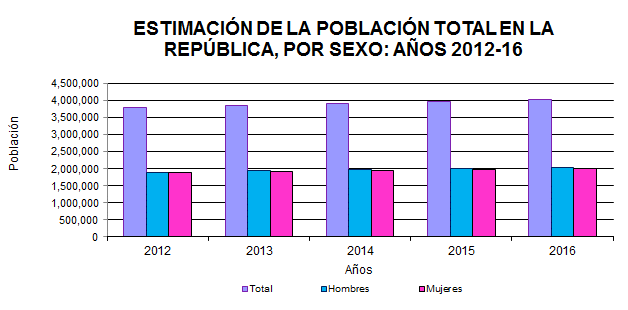 ESTIMACIÓN DE LA POBLACIÓN TOTAL EN LA
REPÚBLICA, POR SEXO: AÑOS 2012-16
4,500,000
4,000,000
3,500,000
3,000,000
2,500,000
2,000,000
1,500,000
1,000,000
500,000
0
Población
2012 2013 2014 2015 2016
Años
Total Hombres Mujeres